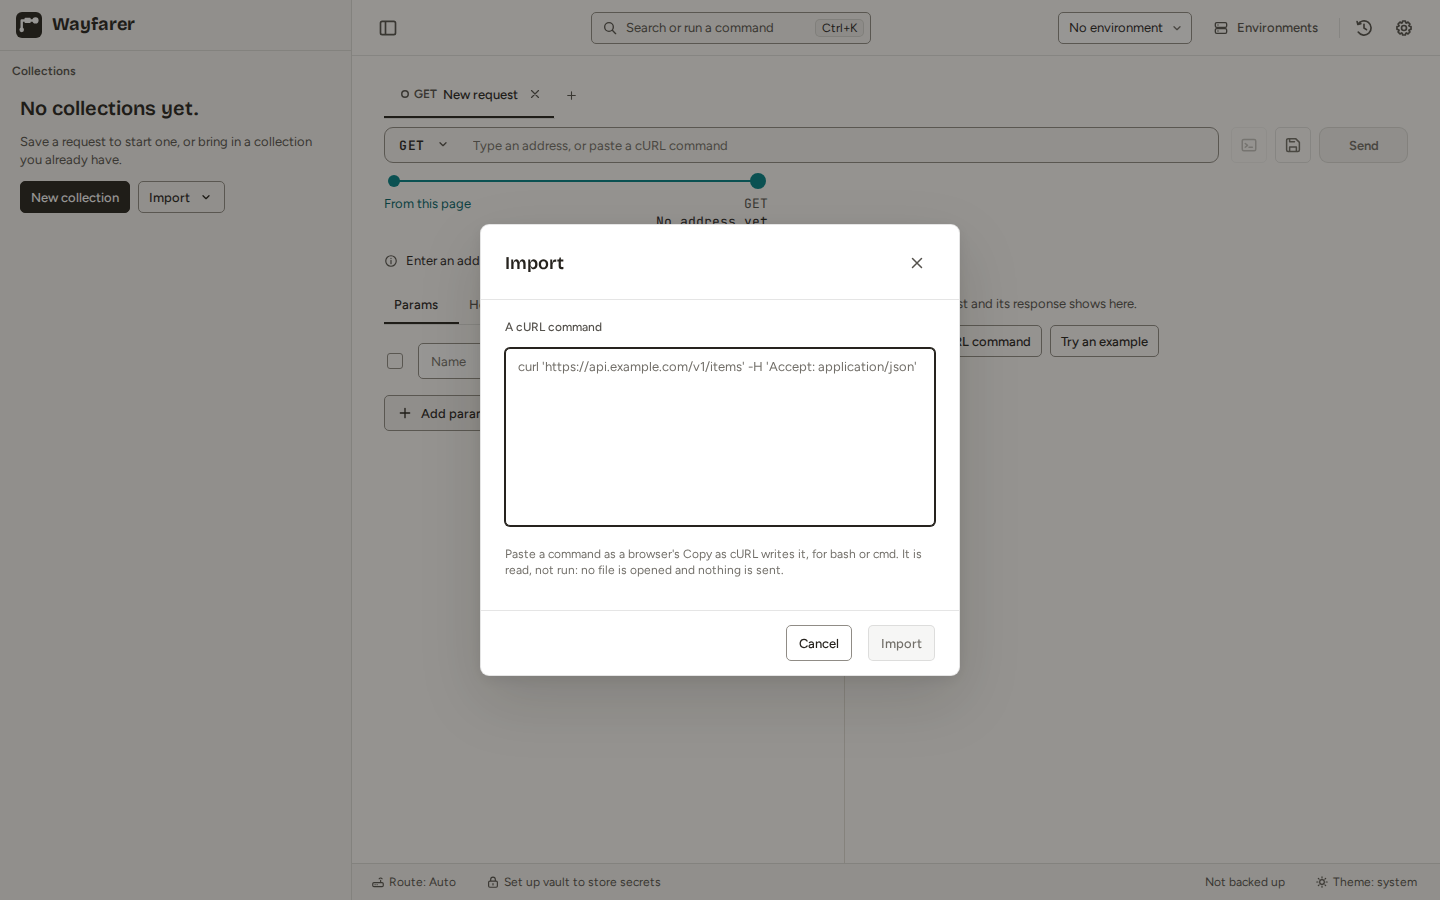 Wayfarer
Search or run a command
Ctrl+K
No environment
Environments
Collections
No collections yet.
Save a request to start one, or bring in a collection
you already have.
New collection
Import
GET New request
GET
Type an address, or paste a cURL command
Send
From this page
GET
No address yet
Enter an add
Params
Name
Add
st and its response shows here.
command
Try an example
Import
A cURL command
curl 'https://api.example.com/v1/items' -H 'Accept: application/json'
Paste a command as a browser's Copy as cURL writes it, for bash or cmd. It is
read, not run: no file is opened and nothing is sent.
Cancel
Import
Route: Auto
Set up vault to store secrets
Not backed up
Theme: system